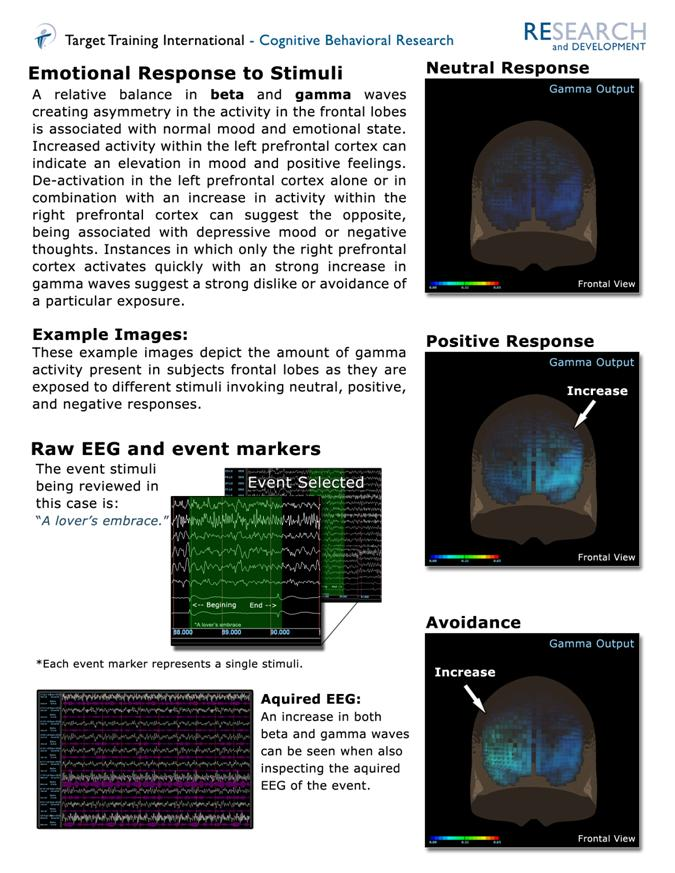 Target Training International - Cognitive Behavioral Research
RESEARCH
and DEVELOPMENT
Emotional Response to Stimuli
A relative balance in beta and gamma waves
creating asymmetry in the activity in the frontal lobes
is associated with normal mood and emotional state.
Increased activity within the left prefrontal cortex can
indicate an elevation in mood and positive feelings.
De-activation in the left prefrontal cortex alone or in
combination with an increase in activity within the
right prefrontal cortex can suggest the opposite,
being associated with depressive mood or negative
thoughts. Instances in which only the right prefrontal
cortex activates quickly with an strong increase in
gamma waves suggest a strong dislike or avoidance of
a particular exposure.
Example Images:
These example images depict the amount of gamma
activity present in subjects frontal lobes as they are
exposed to different stimuli invoking neutral, positive,
and negative responses.
Raw EEG and event markers
The event stimuli
being reviewed in
this case is:
“A lover’s embrace.”
Event Selected
<-- Begining End -->
"A lover's embrace
88.000 89.000 90.000
*Each event marker represents a single stimuli.
Aquired EEG:
An increase in both
beta and gamma waves
can be seen when also
inspecting the aquired
EEG of the event.
Neutral Response
Gamma Output
Frontal View
Positive Response
Gamma Output
Increase
Frontal View
Avoidance
Gamma Output
Increase
Frontal View